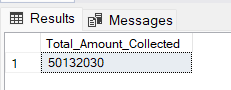 Results Messages
Total_Amount_Collected
1 50132030